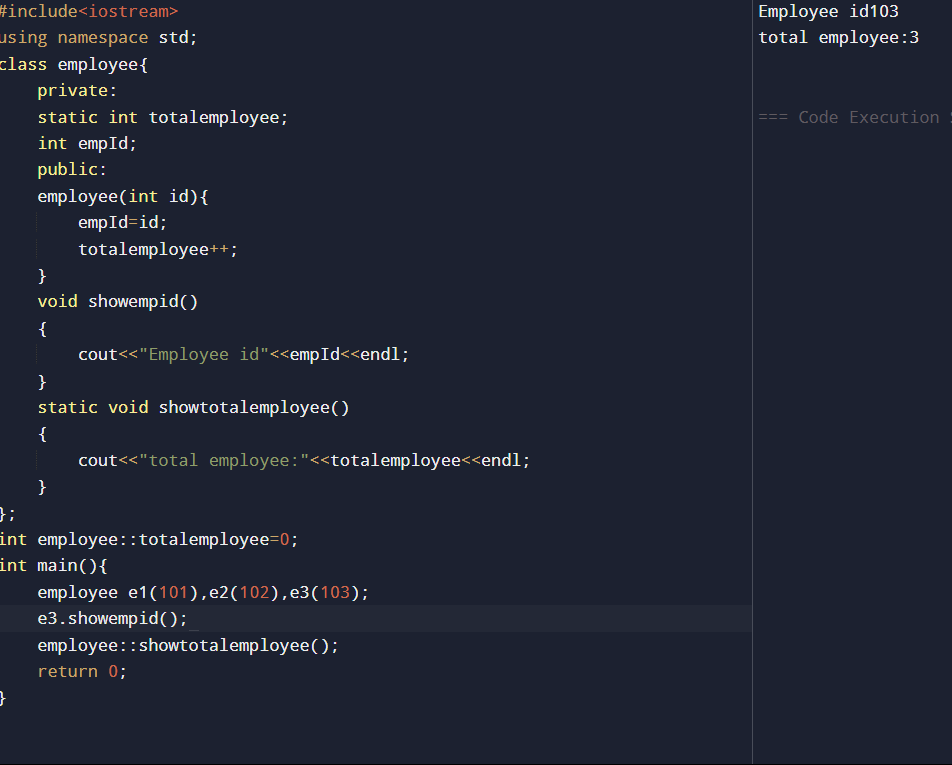 #include<iostream>
using namespace std;
class employee{
    private:
    static int totalemployee;
    int empId;
    public:
    employee(int id){
        empId=id;
        totalemployee++;
    }
    void showempid()
    {
        cout<<"Employee id"<<empId<<endl;
    }
    static void showtotalemployee()
    {
        cout<<"total employee:"<<totalemployee<<endl;
    }
};
int employee::totalemployee=0;
int main(){
    employee e1(101),e2(102),e3(103);
    e3.showempid();
    employee::showtotalemployee();
    return 0;
}
Employee id103
total employee:3
=== Code Execution